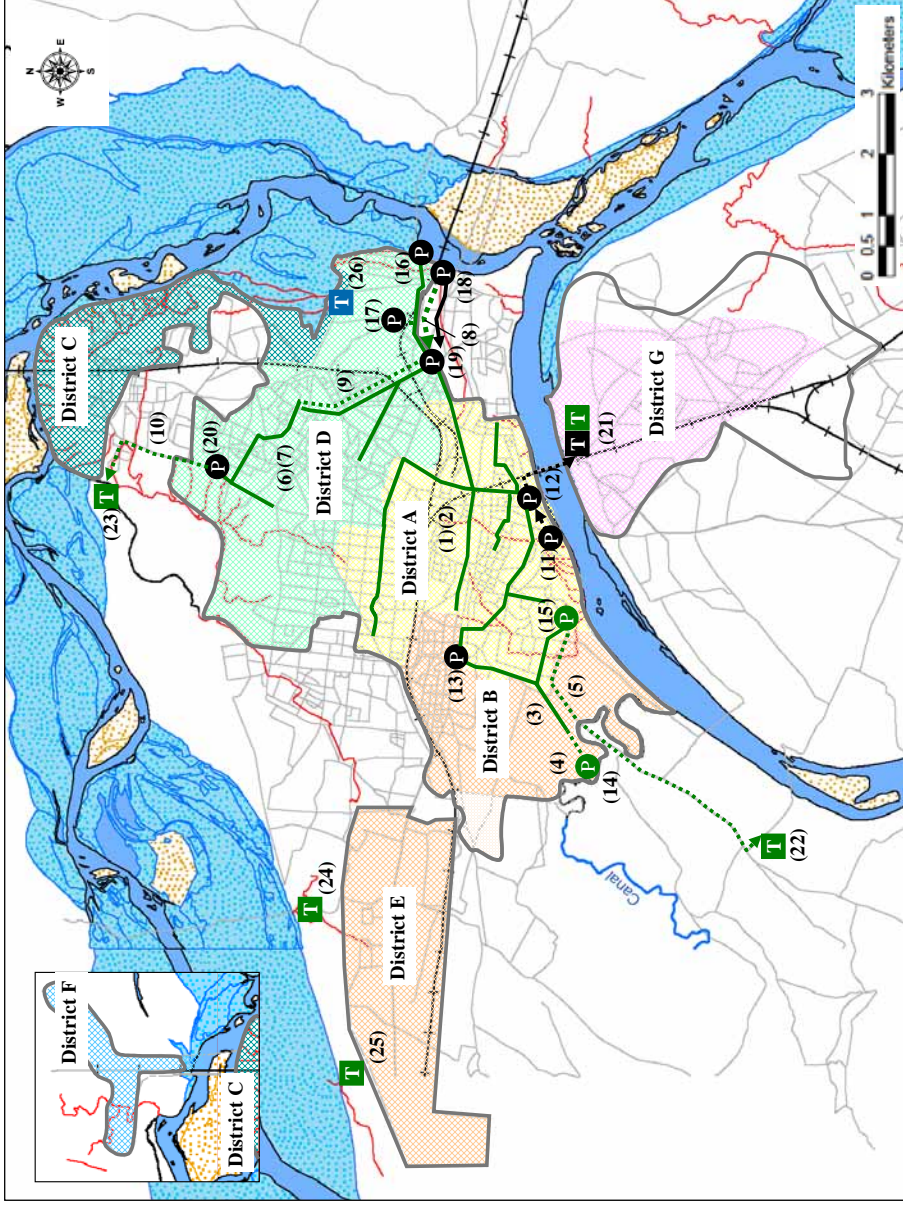 N
E
S
W
District C
(10)
(23)
T
(20)
P
(6)(7)
District D
(9)
T
(26)
(17)
P
(16)
P
P
(18)
(8)
P
(19)
District A
(1)(2)
(12)
P
(11)
P
T
T
(21)
District G
0
0.5
1
2
3
Kilometers
(13)
P
District B
(3)
(15)
P
(5)
(4)
P
(14)
T
(22)
Canal
T
(24)
District E
T
(25)
District F
District C